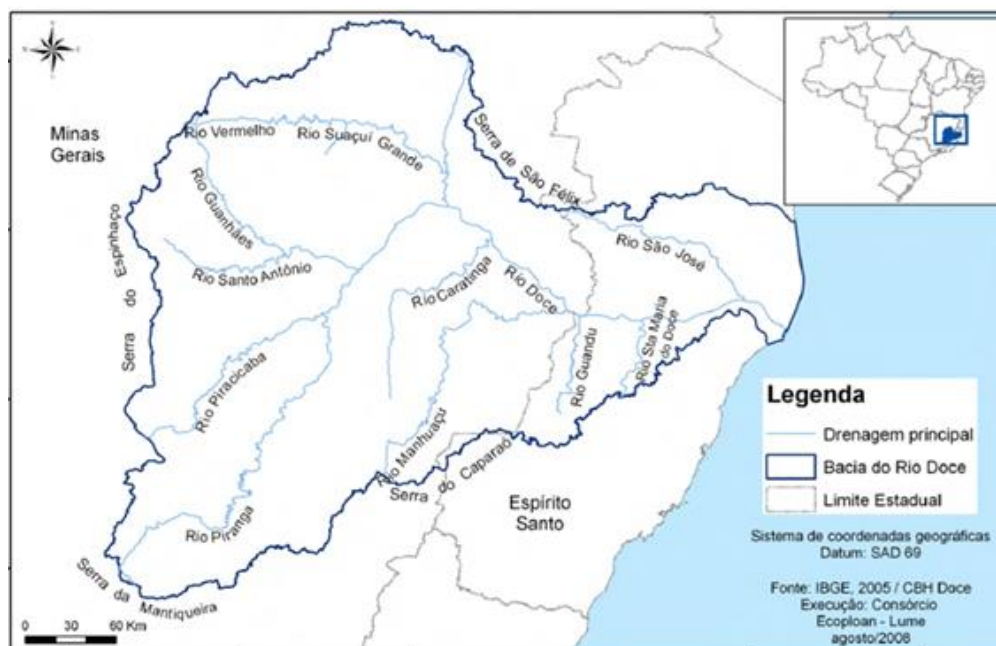 Minas
Gerais
Rio Vermelho
Rio Suaçuí Grande
Serra de São Félix
Rio Guanhães
Rio Santo Antônio
Serra do Espinhaço
Rio São José
Rio Caratinga
Rio Doce
Rio Guandu
Rio Sta Maria
do Doce
Rio Piracicaba
Rio Manhuaçu
Serra do Caparaó
Rio Piranga
Serra da Mantiqueira
Espírito
Santo
0 30 60 Km
Legenda
Drenagem principal
Bacia do Rio Doce
Limite Estadual
Sistema de coordenadas geográficas
Datum: SAD 69
Fonte: IBGE, 2005 / CBH Doce
Execução: Consórcio
Ecoploan - Lume
agosto/2008